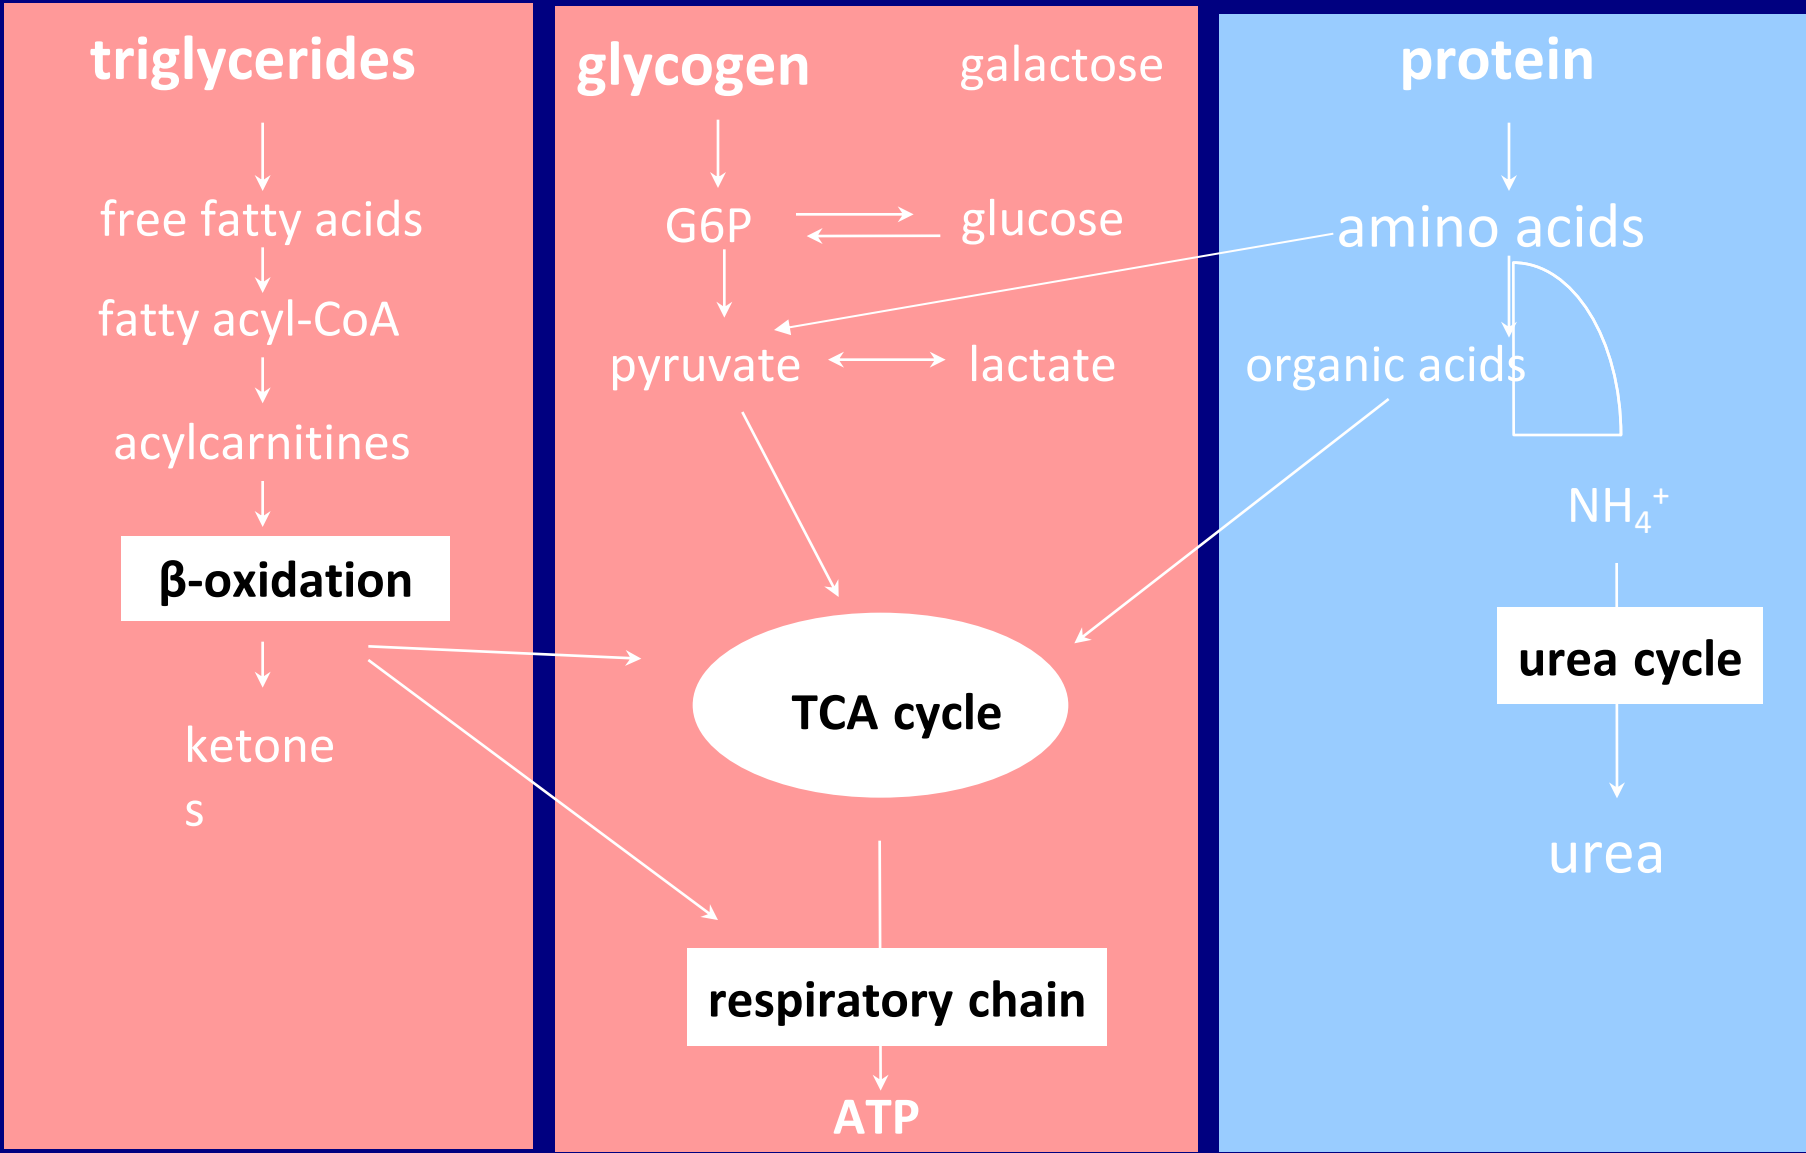 triglycerides
free fatty acids
fatty acyl-CoA
acylcarnitines
β-oxidation
ketone
s
glycogen
galactose
G6P
glucose
pyruvate
lactate
TCA cycle
respiratory chain
ATP
protein
amino acids
organic acids
NH₄⁺
urea cycle
urea